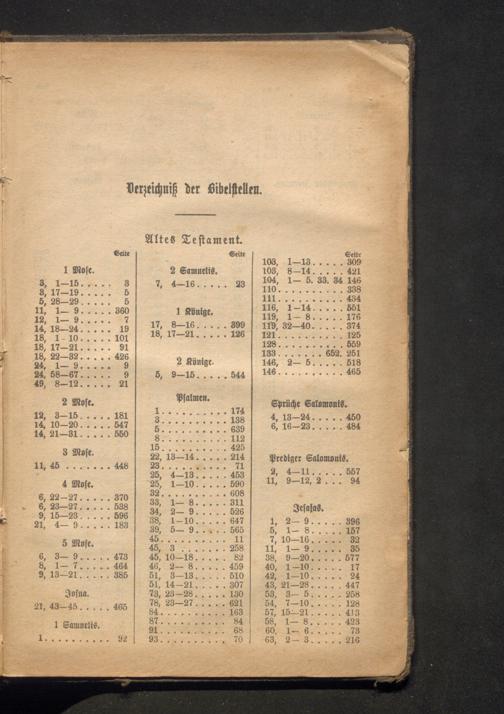 Verzeichniß der Bibelstellen.
Altes Testament.
Seite
1 Mose.
3, 1—15 . . . . . 3
3, 17—19 . . . . . 5
5, 28—29 . . . . . 5
11, 1— 9 . . . . . 360
12, 1— 9 . . . . . 7
14, 18—24 . . . . . 19
18, 1—10 . . . . . 101
18, 17—21 . . . . . 91
18, 22—32 . . . . . 426
24, 1— 9 . . . . . 9
24, 58—67 . . . . . 9
49, 8—12 . . . . . 21
2 Mose.
12, 3—15 . . . . . 181
14, 10—20 . . . . . 547
14, 21—31 . . . . . 550
3 Mose.
11, 45 . . . . . . . 448
4 Mose.
6, 22—27 . . . . . 370
6, 23—27 . . . . . 538
9, 15—23 . . . . . 596
21, 4— 9 . . . . . 183
5 Mose.
6, 3— 9 . . . . . 473
8, 1— 7 . . . . . 464
9, 13—21 . . . . . 385
Josua.
21, 43—45 . . . . . 465
1 Samuelis.
1 . . . . . . . . . . 92
Seite
2 Samuelis.
7, 4—16 . . . . . 23
1 Könige.
17, 8—16 . . . . . 399
18, 17—21 . . . . . 126
2 Könige.
5, 9—15 . . . . . 544
Psalmen.
1 . . . . . . . . . . 174
3 . . . . . . . . . . 138
5 . . . . . . . . . . 639
8 . . . . . . . . . . 112
15 . . . . . . . . . . 425
22, 13—14 . . . . . 214
23 . . . . . . . . . . 71
25, 4—13 . . . . . 453
25, 1—10 . . . . . 590
32 . . . . . . . . . . 608
33, 1— 8 . . . . . 311
34, 2— 9 . . . . . 526
38, 1—10 . . . . . 647
39, 5— 9 . . . . . 565
45 . . . . . . . . . . 11
45, 3 . . . . . . . . 258
45, 10—18 . . . . . 82
46, 2— 8 . . . . . 459
51, 3—13 . . . . . 510
51, 14—21 . . . . . 307
73, 23—28 . . . . . 130
78, 23—27 . . . . . 621
84 . . . . . . . . . . 163
87 . . . . . . . . . . 84
91 . . . . . . . . . . 68
93 . . . . . . . . . . 70
Seite
103, 1—13 . . . . . 309
103, 8—14 . . . . . 421
104, 1— 5. 33. 34 146
110 . . . . . . . . . . 338
111 . . . . . . . . . . 434
116, 1—14 . . . . . 551
119, 1— 8 . . . . . 176
119, 32—40 . . . . . 374
121 . . . . . . . . . . 125
128 . . . . . . . . . . 559
133 . . . . . . . 652. 251
146, 2— 5 . . . . . 518
146 . . . . . . . . . . 465
Sprüche Salomonis.
4, 13—24 . . . . . 450
6, 16—23 . . . . . 484
Prediger Salomonis.
2, 4—11 . . . . . 557
11, 9—12, 2 . . . 94
Jesajas.
1, 2— 9 . . . . . 396
5, 1— 8 . . . . . 157
7, 10—16 . . . . . 32
11, 1— 9 . . . . . 35
38, 9—20 . . . . . 577
40, 1—10 . . . . . 17
42, 1—10 . . . . . 24
43, 21—28 . . . . . 447
53, 3— 5 . . . . . 258
54, 7—10 . . . . . 128
57, 15—21 . . . . . 413
58, 1— 8 . . . . . 423
60, 1— 6 . . . . . 73
63, 2— 3 . . . . . 216